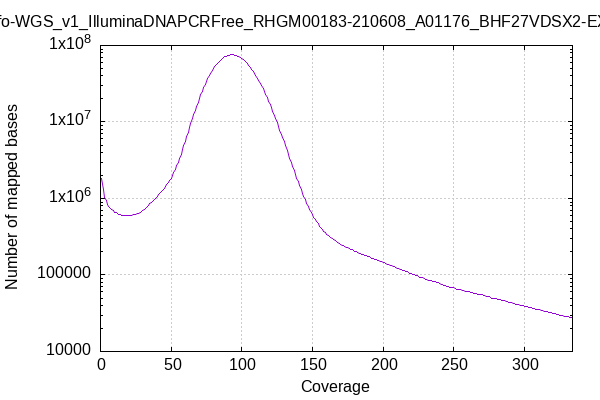 fo-WGS_v1_IlluminaDNAPCRFree_RHGM00183-210608_A01176_BHF27VDSX2-EX
1x10^8
1x10^7
1x10^6
100000
10000
Number of mapped bases
0 50 100 150 200 250 300
Coverage